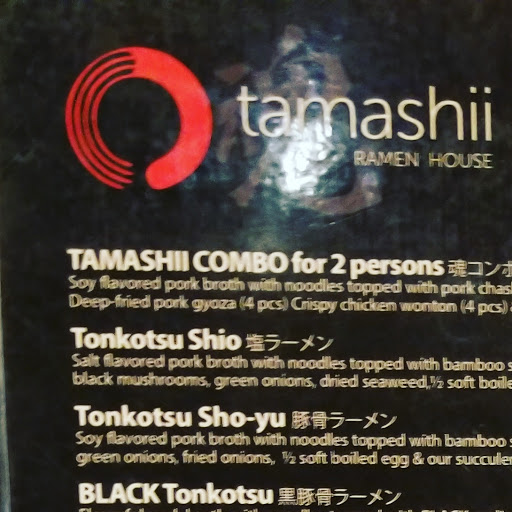 tamashii
RAMEN HOUSE
TAMASHII COMBO for 2 persons 魂コンボ
Soy flavored pork broth with noodles topped with pork chas
Deep-fried pork gyoza (4 pcs) Crispy chicken wonton (4 pcs)
Tonkotsu Shio 塩ラーメン
Salt flavored pork broth with noodles topped with bamboo s
black mushrooms, green onions, dried seaweed, ½ soft boile
Tonkotsu Sho-yu 豚骨ラーメン
Soy flavored pork broth with noodles topped with bamboo s
green onions, fried onions, ½ soft boiled egg & our succulen
BLACK Tonkotsu 黒豚骨ラーメン